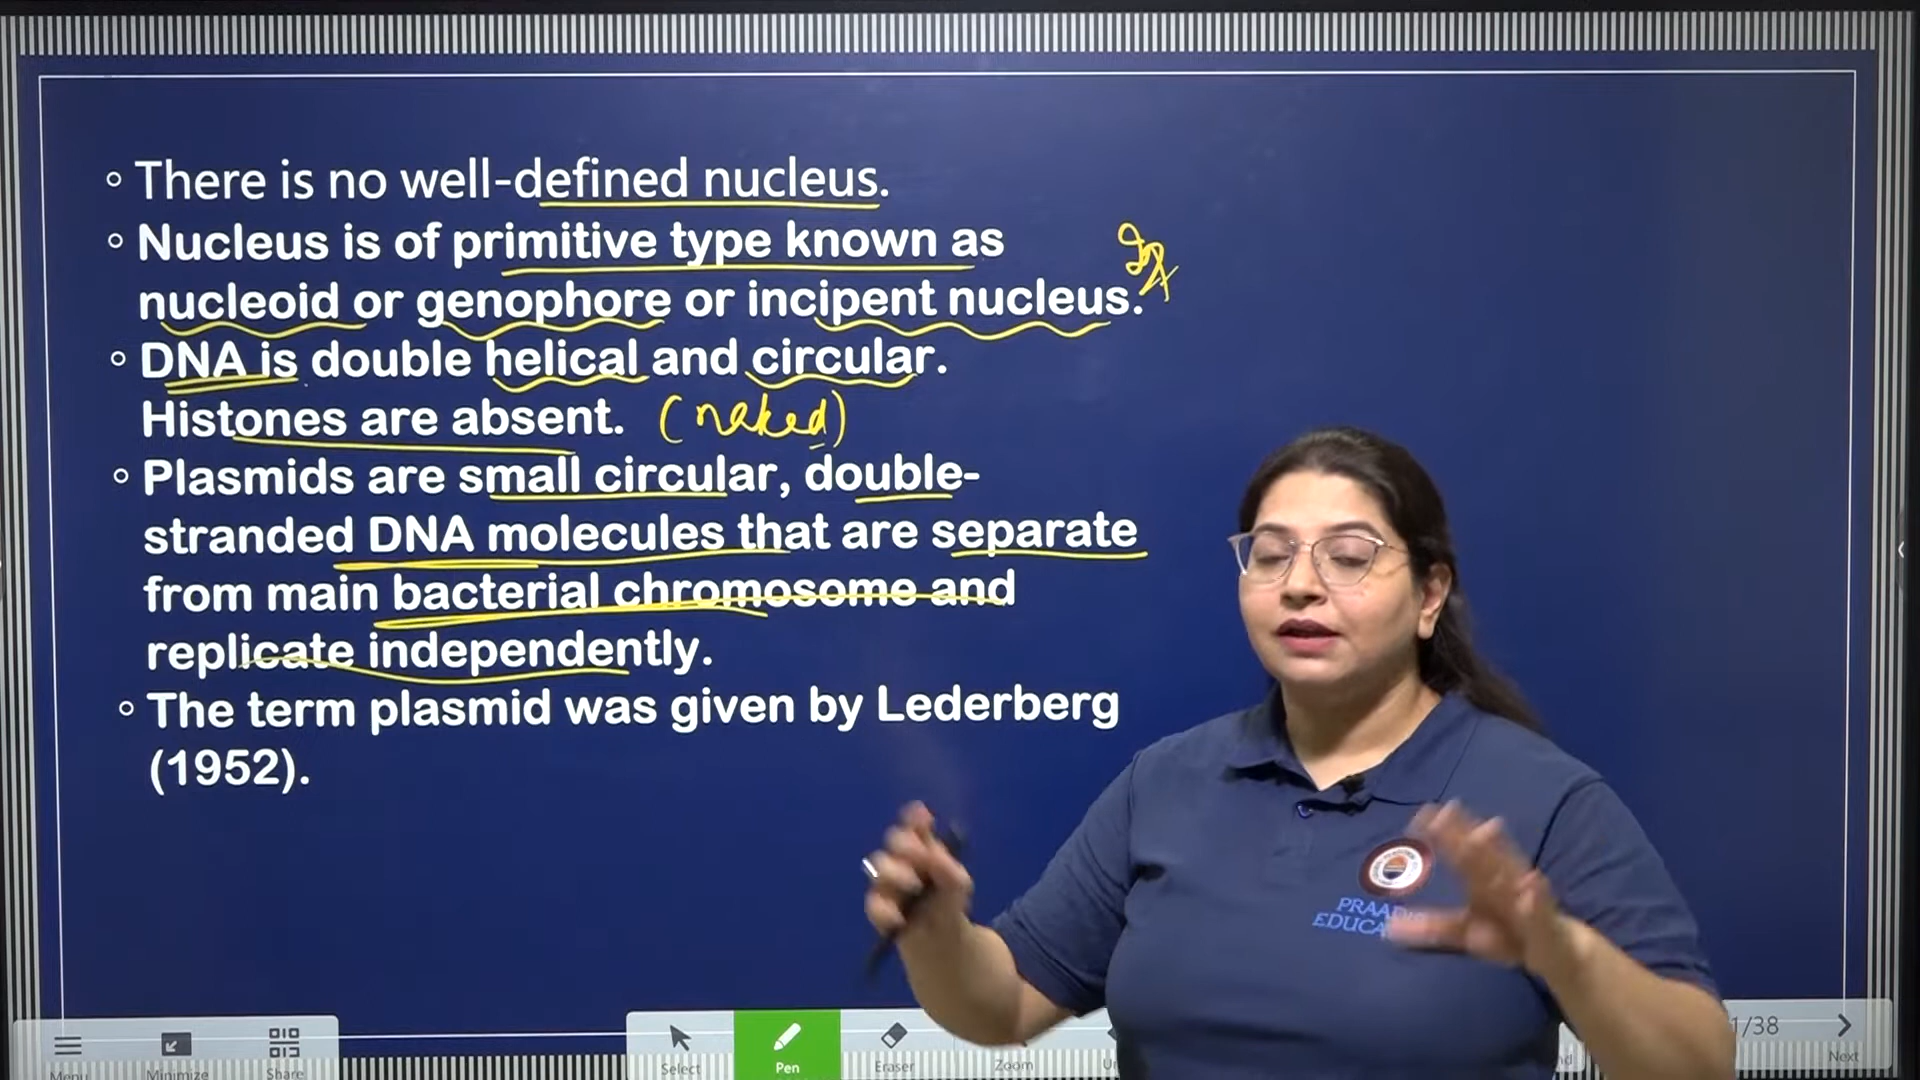 There is no well-defined nucleus.
Nucleus is of primitive type known as
nucleoid or genophore or incipent nucleus.
DNA is double helical and circular.
Histones are absent. (naked)
Plasmids are small circular, double-
stranded DNA molecules that are separate
from main bacterial chromosome and
replicate independently.
The term plasmid was given by Lederberg
(1952).
PRAADIS
EDUCA
Menu
Minimize
Share
Select
Pen
Eraser
Zoom
1/38
Next